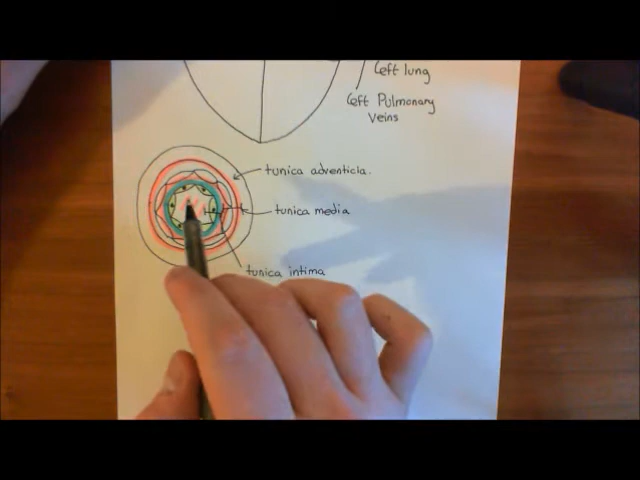 Left lung
Left Pulmonary
Veins
tunica adventicia.
tunica media
tunica intima